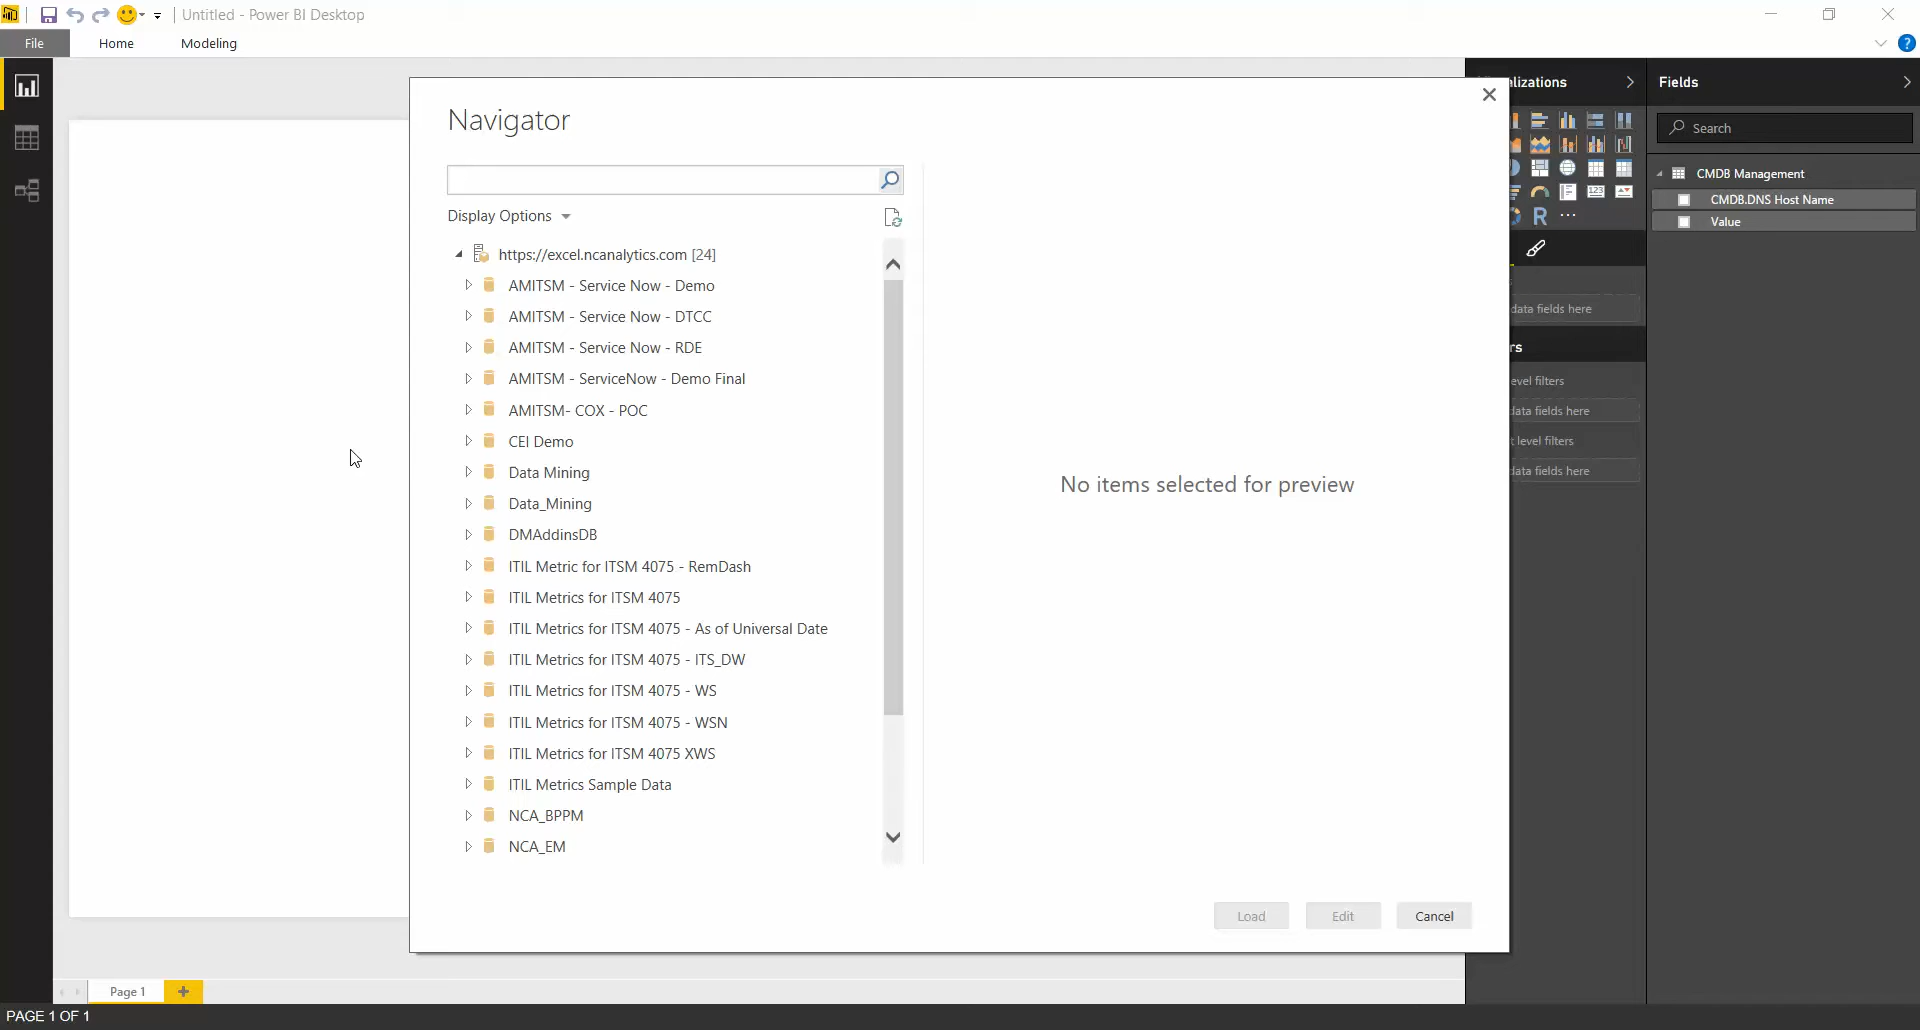 Untitled - Power BI Desktop
File
Home
Modeling
?
Navigator
Display Options
https://excel.ncanalytics.com [24]
AMITSM - Service Now - Demo
AMITSM - Service Now - DTCC
AMITSM - Service Now - RDE
AMITSM - ServiceNow - Demo Final
AMITSM- COX - POC
CEI Demo
Data Mining
Data_Mining
DMAddinsDB
ITIL Metric for ITSM 4075 - RemDash
ITIL Metrics for ITSM 4075
ITIL Metrics for ITSM 4075 - As of Universal Date
ITIL Metrics for ITSM 4075 - ITS_DW
ITIL Metrics for ITSM 4075 - WS
ITIL Metrics for ITSM 4075 - WSN
ITIL Metrics for ITSM 4075 XWS
ITIL Metrics Sample Data
NCA_BPPM
NCA_EM
No items selected for preview
Load
Edit
Cancel
alizations
123
R
data fields here
rs
evel filters
data fields here
t level filters
data fields here
Fields
Search
CMDB Management
CMDB.DNS Host Name
Value
Page 1
PAGE 1 OF 1